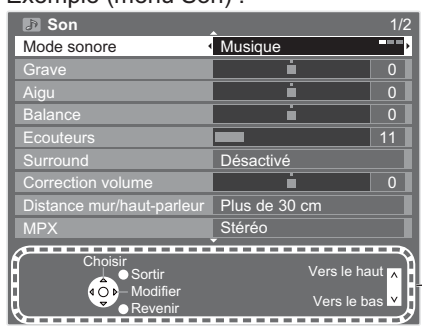 Exemple (menu Son) :
Son 1/2
Mode sonore Musique
Grave 0
Aigu 0
Balance 0
Ecouteurs 11
Surround Désactivé
Correction volume 0
Distance mur/haut-parleur Plus de 30 cm
MPX Stéréo
Choisir
Sortir
Modifier
Revenir
Vers le haut
Vers le bas